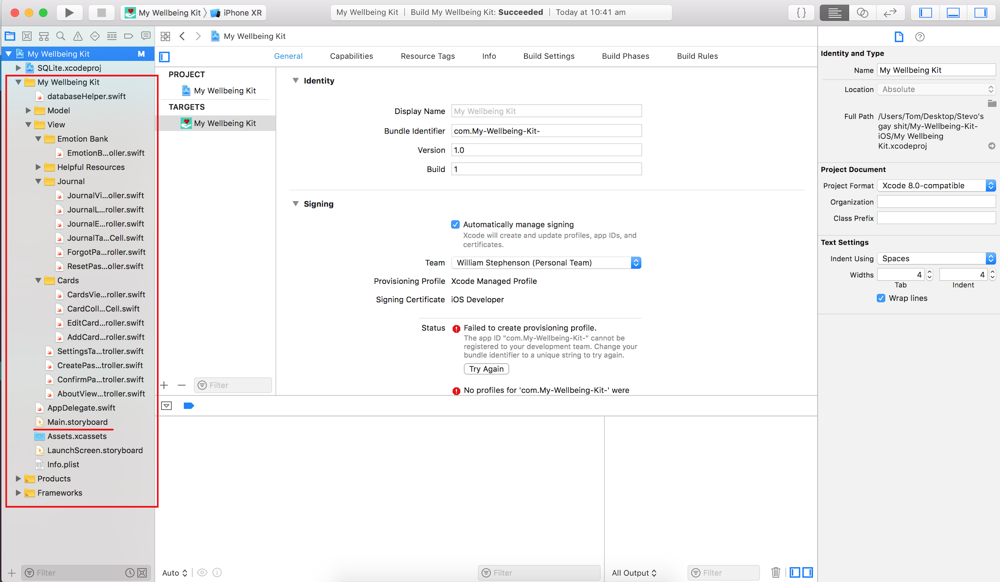 My Wellbeing Kit 〉 iPhone XR
My Wellbeing Kit | Build My Wellbeing Kit: Succeeded | Today at 10:41 am
{ }
My Wellbeing Kit
My Wellbeing Kit M
SQLite.xcodeproj
My Wellbeing Kit
databaseHelper.swift
Model
View
Emotion Bank
EmotionB...oller.swift
Helpful Resources
Journal
JournalVi...oller.swift
JournalL...roller.swift
JournalE...roller.swift
JournalTa...Cell.swift
ForgotPa...roller.swift
ResetPas...oller.swift
Cards
CardsVie...roller.swift
CardColl...Cell.swift
EditCard...roller.swift
AddCard...roller.swift
SettingsTa...troller.swift
CreatePas...troller.swift
ConfirmPa...troller.swift
AboutView...troller.swift
AppDelegate.swift
Main.storyboard
Assets.xcassets
LaunchScreen.storyboard
Info.plist
Products
Frameworks
Filter
General Capabilities Resource Tags Info Build Settings Build Phases Build Rules
PROJECT
My Wellbeing Kit
TARGETS
My Wellbeing Kit
Filter
Identity
Display Name My Wellbeing Kit
Bundle Identifier com.My-Wellbeing-Kit-
Version 1.0
Build 1
Signing
Automatically manage signing
Xcode will create and update profiles, app IDs, and
certificates.
Team William Stephenson (Personal Team)
Provisioning Profile Xcode Managed Profile
Signing Certificate iOS Developer
Status Failed to create provisioning profile.
The app ID "com.My-Wellbeing-Kit-" cannot be
registered to your development team. Change your
bundle identifier to a unique string to try again.
Try Again
No profiles for 'com.My-Wellbeing-Kit-' were
Auto
Filter
All Output
Filter
Identity and Type
Name My Wellbeing Kit
Location Absolute
Full Path /Users/Tom/Desktop/Stevo's
gay shit/My-Wellbeing-Kit-
iOS/My Wellbeing
Kit.xcodeproj
Project Document
Project Format Xcode 8.0-compatible
Organization
Class Prefix
Text Settings
Indent Using Spaces
Widths 4 4
Tab Indent
Wrap lines